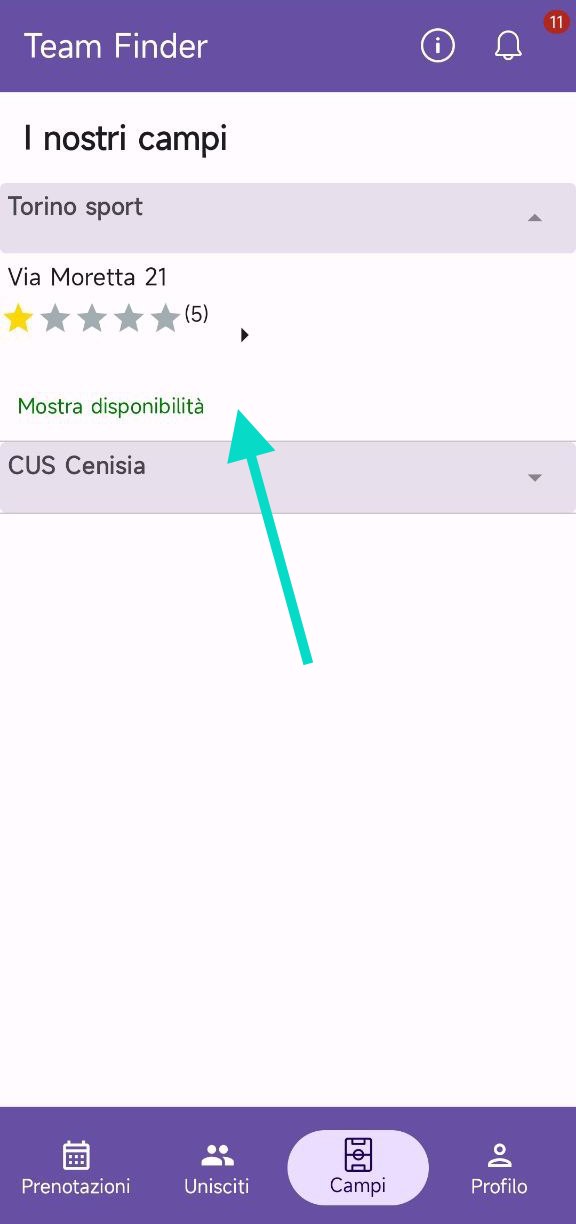 Team Finder
11
I nostri campi
Torino sport
Via Moretta 21
(5)
Mostra disponibilità
CUS Cenisia
Prenotazioni
Unisciti
Campi
Profilo